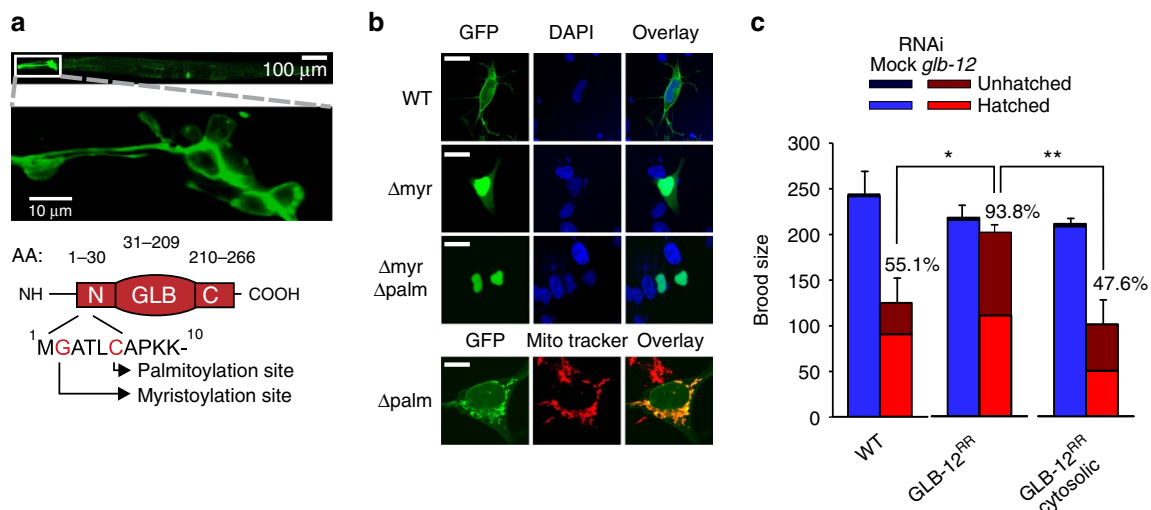 a
100 µm
10 µm
AA:
31–209
1–30
210–266
NH
N
GLB
C
COOH
1
MGATLCAPKK-10
Palmitoylation site
Myristoylation site
b
GFP
DAPI
Overlay
WT
Δmyr
Δmyr
Δpalm
GFP
Mito tracker
Overlay
Δpalm
c
RNAi
Mock glb-12
Unhatched
Hatched
Brood size
300
250
200
150
100
50
0
55.1%
*
93.8%
**
47.6%
WT
GLB-12RR
GLB-12RR
cytosolic